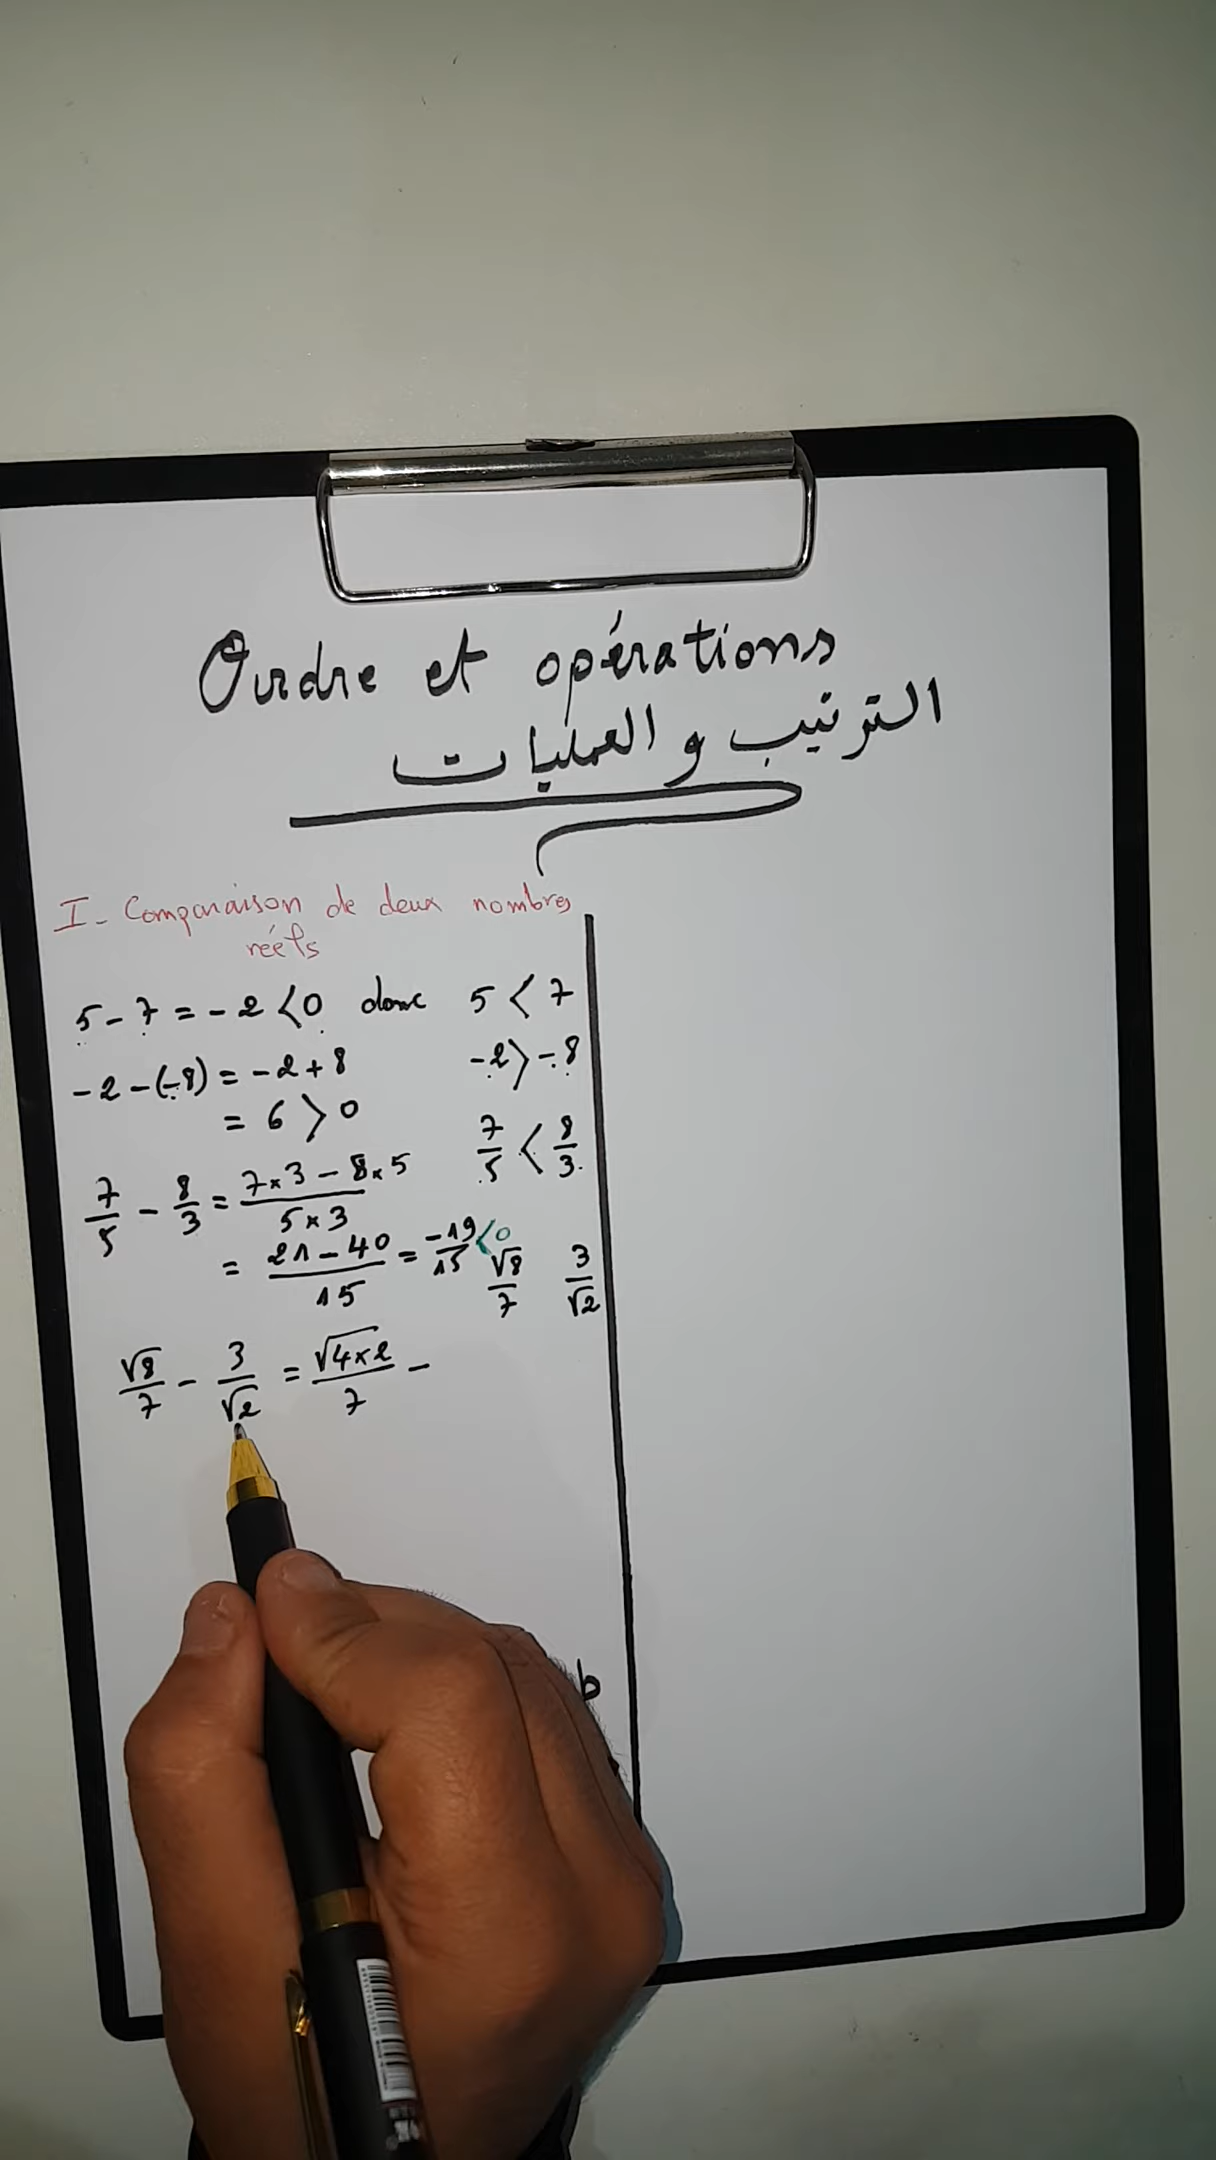 Ordre et opérations
الترتيب و العمليات
I - Comparaison de deux nombres
réels
5 - 7 = - 2 < 0 donc 5 < 7
-2 - (-8) = -2 + 8 -2 > -8
= 6 > 0
7/5 - 8/3 = (7×3 - 8×5)/(5×3) 7/5 < 8/3
= (21 - 40)/15 = -19/15 < 0 √8/7 3/√2
√8/7 - 3/√2 = √(4×2)/7 -
b